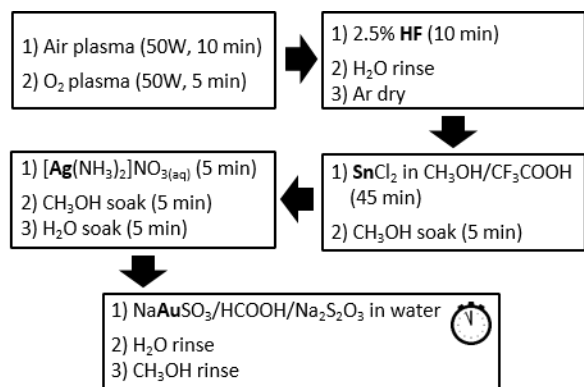 1) Air plasma (50W, 10 min)
2) O₂ plasma (50W, 5 min)
1) 2.5% HF (10 min)
2) H₂O rinse
3) Ar dry
1) SnCl₂ in CH₃OH/CF₃COOH
(45 min)
2) CH₃OH soak (5 min)
1) [Ag(NH₃)₂]NO₃(aq) (5 min)
2) CH₃OH soak (5 min)
3) H₂O soak (5 min)
1) NaAuSO₃/HCOOH/Na₂S₂O₃ in water
2) H₂O rinse
3) CH₃OH rinse